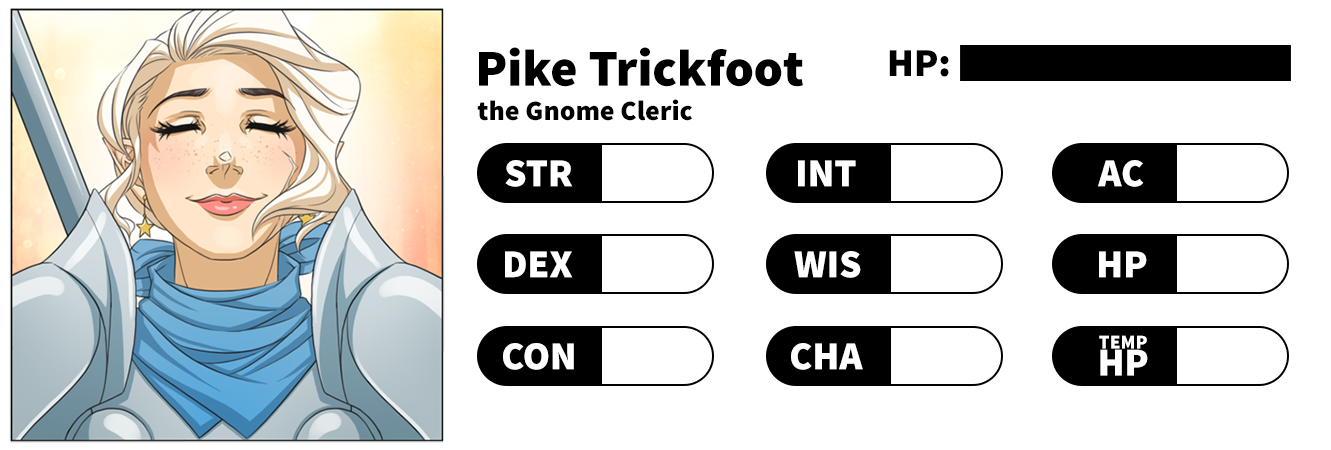 Pike Trickfoot
the Gnome Cleric
HP:
STR
INT
AC
DEX
WIS
HP
CON
CHA
TEMP
HP